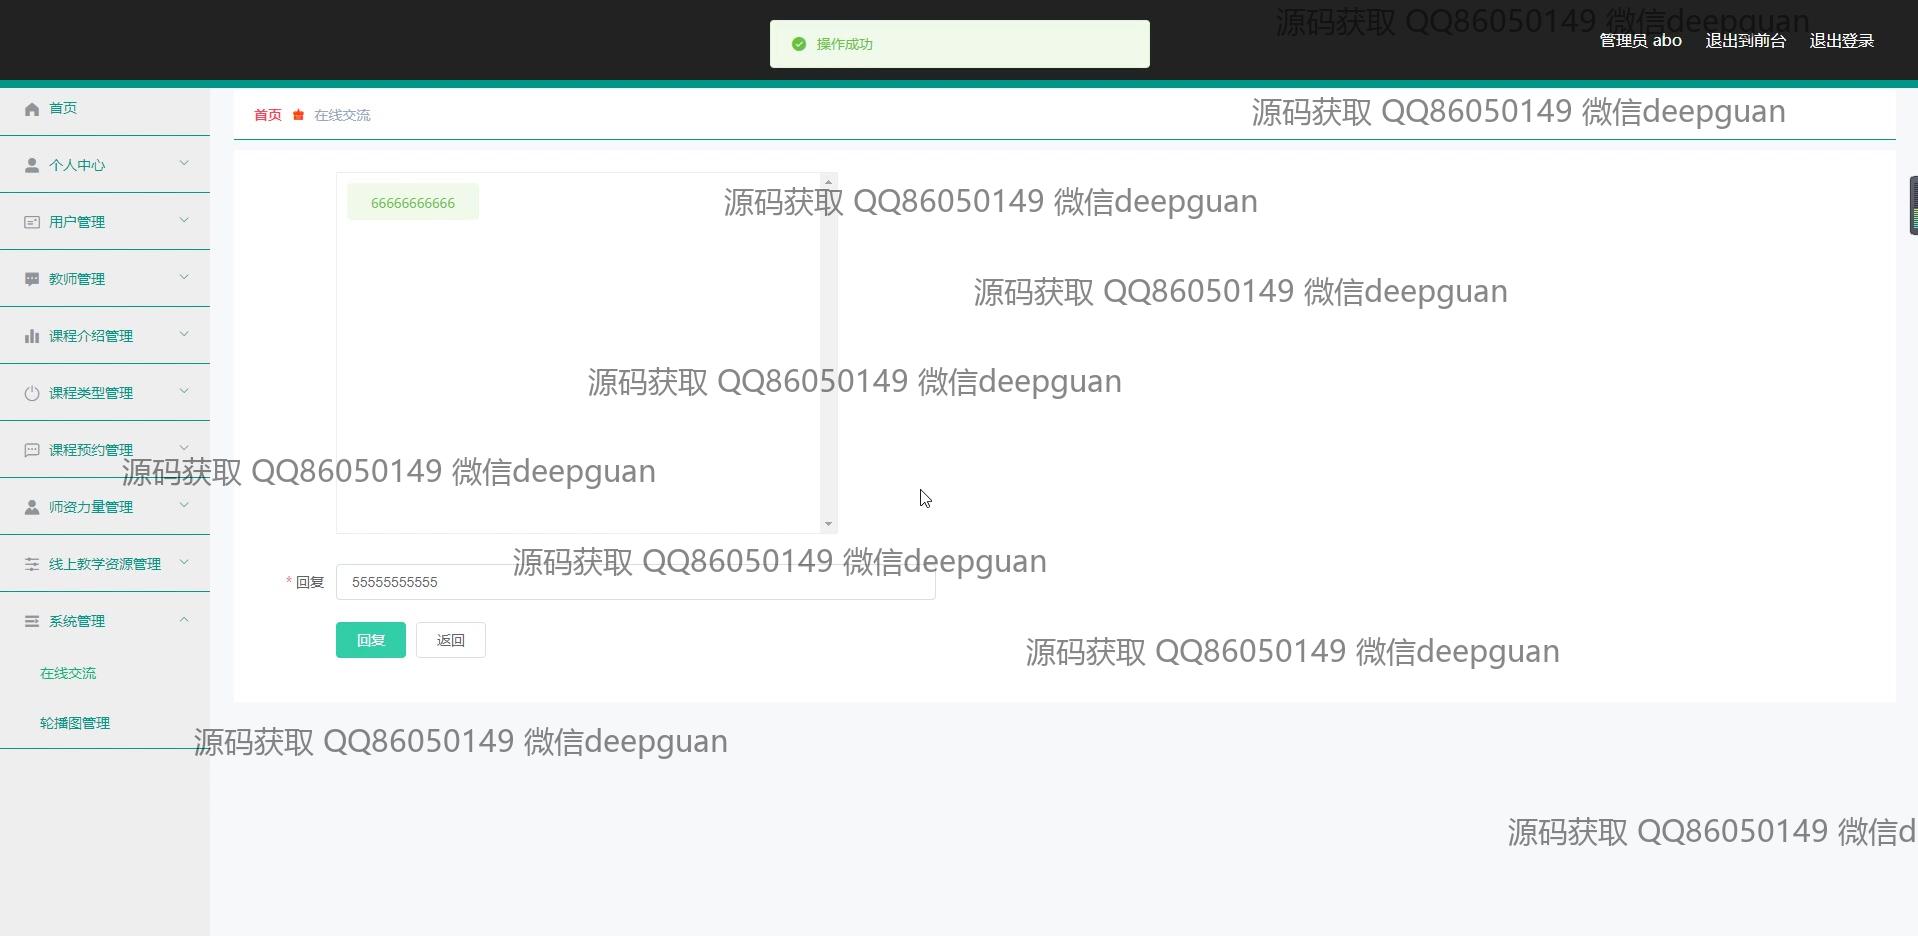 操作成功
源码获取 QQ86050149 微信deepguan
管理员 abo 退出到前台 退出登录
首页
首页 在线交流
源码获取 QQ86050149 微信deepguan
个人中心
66666666666
源码获取 QQ86050149 微信deepguan
用户管理
教师管理
源码获取 QQ86050149 微信deepguan
课程介绍管理
源码获取 QQ86050149 微信deepguan
课程类型管理
课程预约管理
源码获取 QQ86050149 微信deepguan
师资力量管理
线上教学资源管理
源码获取 QQ86050149 微信deepguan
* 回复 55555555555
系统管理
回复 返回
源码获取 QQ86050149 微信deepguan
在线交流
轮播图管理
源码获取 QQ86050149 微信deepguan
源码获取 QQ86050149 微信d